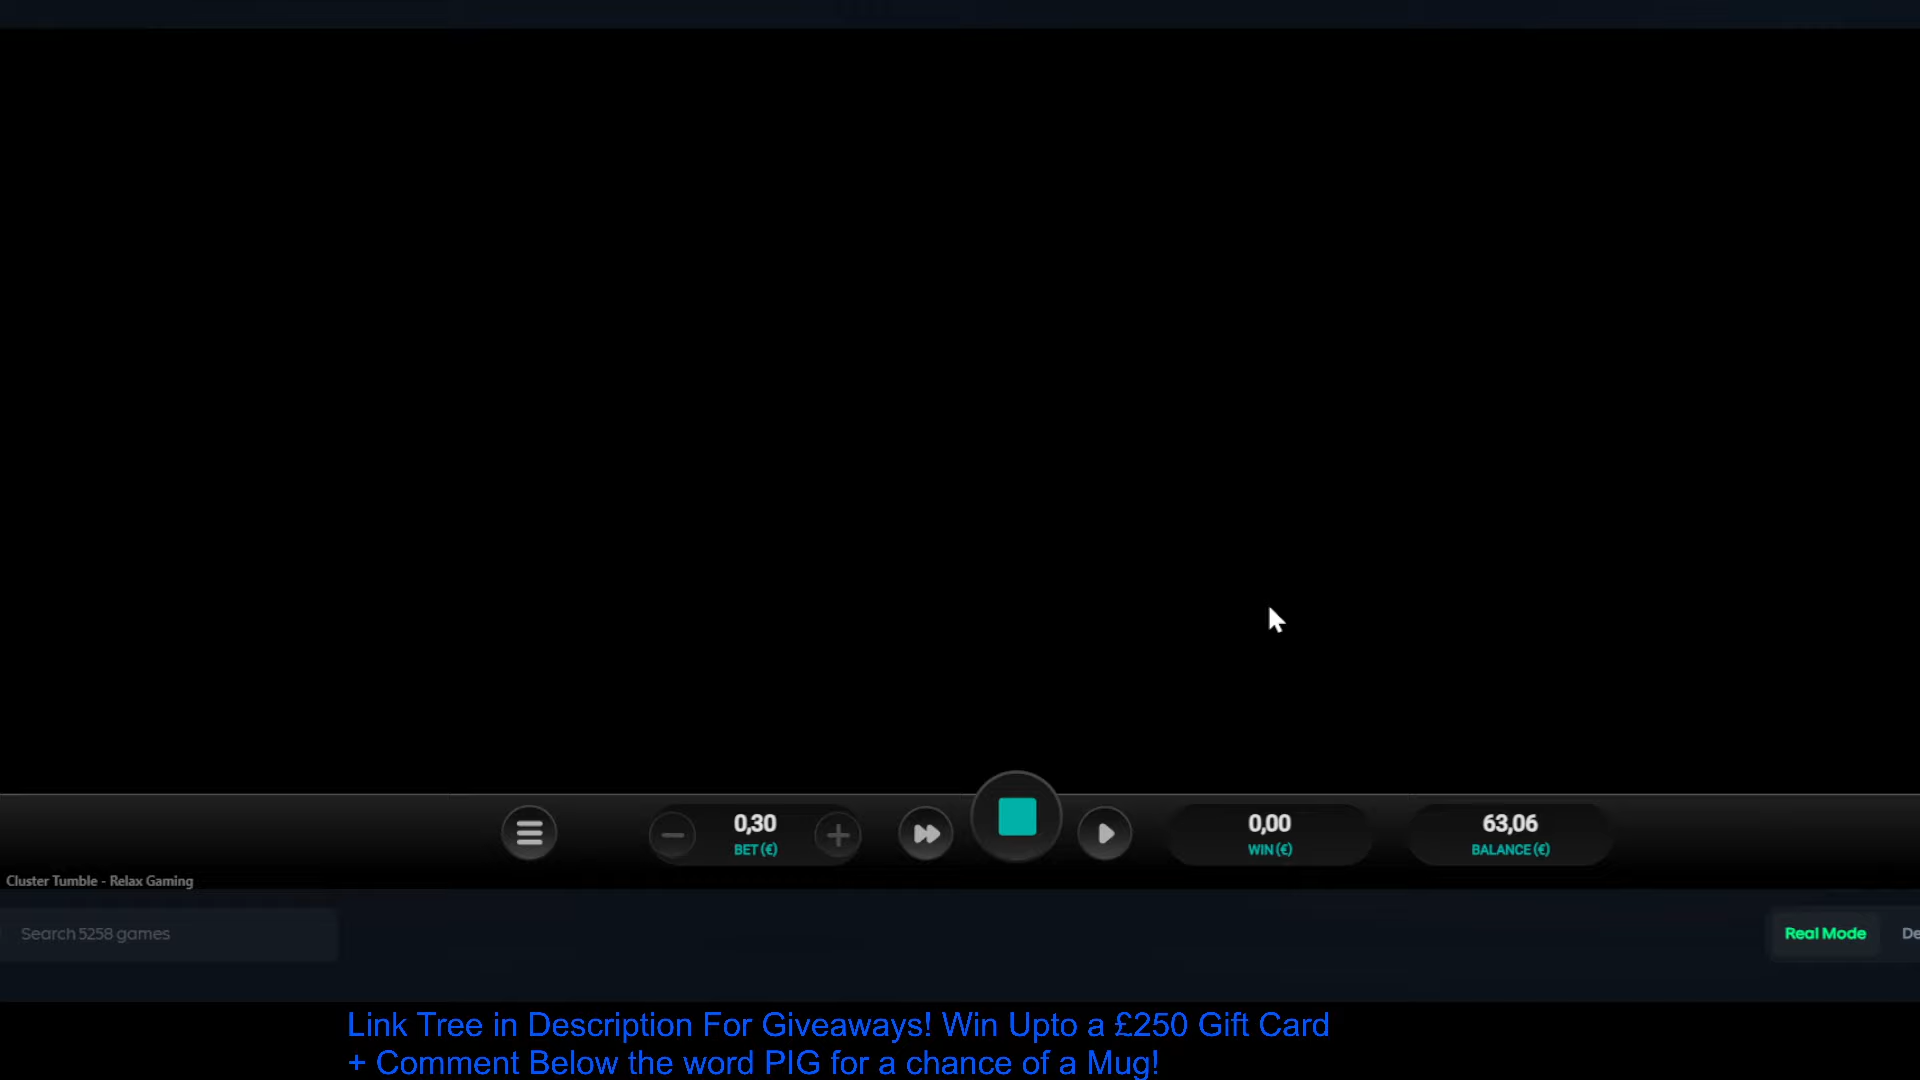 0,30
BET (€)
0,00
WIN (€)
63,06
BALANCE (€)
Cluster Tumble - Relax Gaming
Search 5258 games
Real Mode
De
Link Tree in Description For Giveaways! Win Upto a £250 Gift Card
+ Comment Below the word PIG for a chance of a Mug!